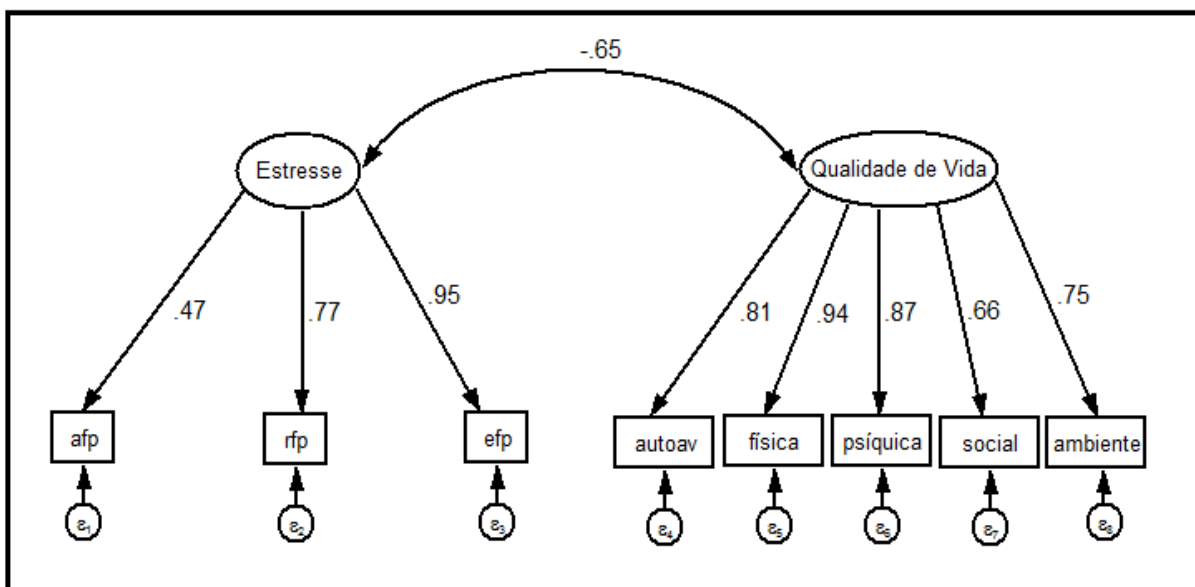 -.65
Estresse
Qualidade de Vida
.47
.77
.95
.81
.94
.87
.66
.75
afp
rfp
efp
autoav
física
psíquica
social
ambiente
ε₁
ε₂
ε₃
ε₄
ε₅
ε₆
ε₇
ε₈